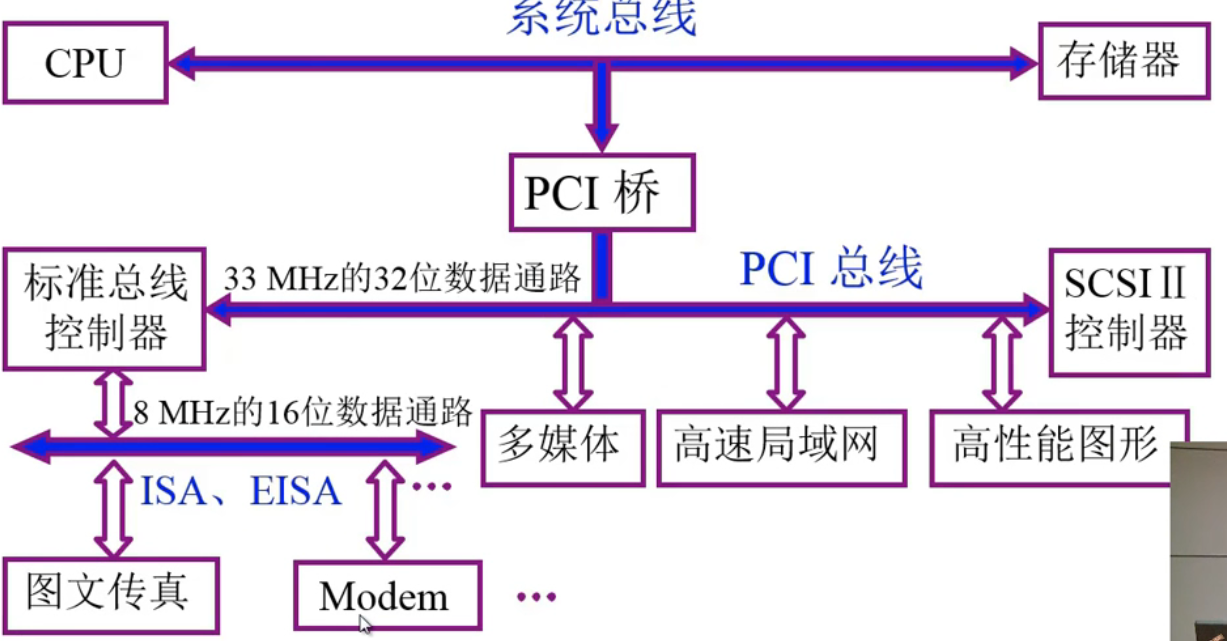 系统总线
CPU
存储器
PCI 桥
33 MHz的32位数据通路
PCI 总线
标准总线
控制器
SCSI Ⅱ
控制器
8 MHz的16位数据通路
多媒体
高速局域网
高性能图形
ISA、EISA
…
图文传真
Modem
…